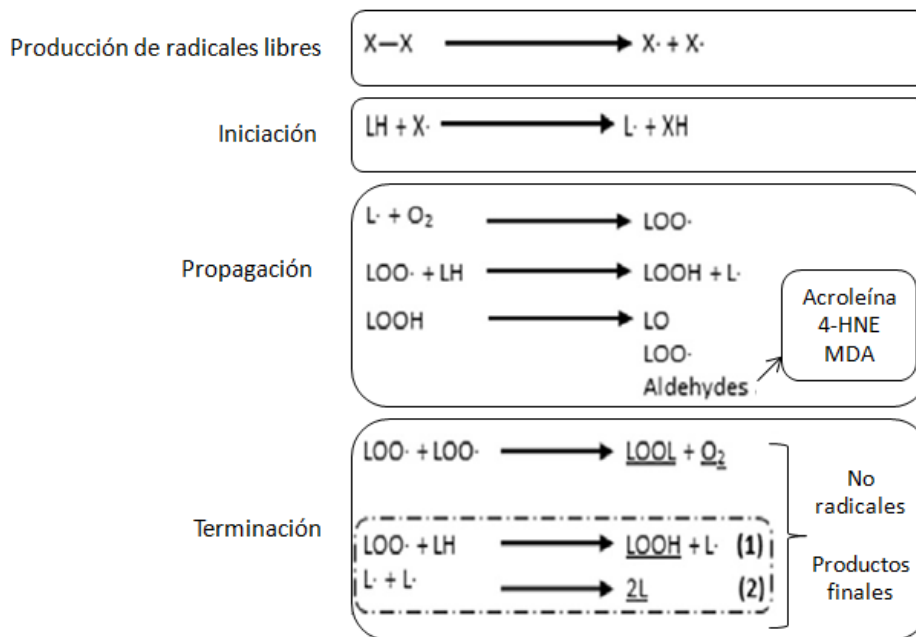 Producción de radicales libres
X—X X· + X·
Iniciación
LH + X· L· + XH
Propagación
L· + O₂ LOO·
LOO· + LH LOOH + L·
LOOH LO
LOO·
Aldehydes
Acroleína
4-HNE
MDA
Terminación
LOO· + LOO· LOOL + O₂
LOO· + LH LOOH + L· (1)
L· + L· 2L (2)
No
radicales
Productos
finales